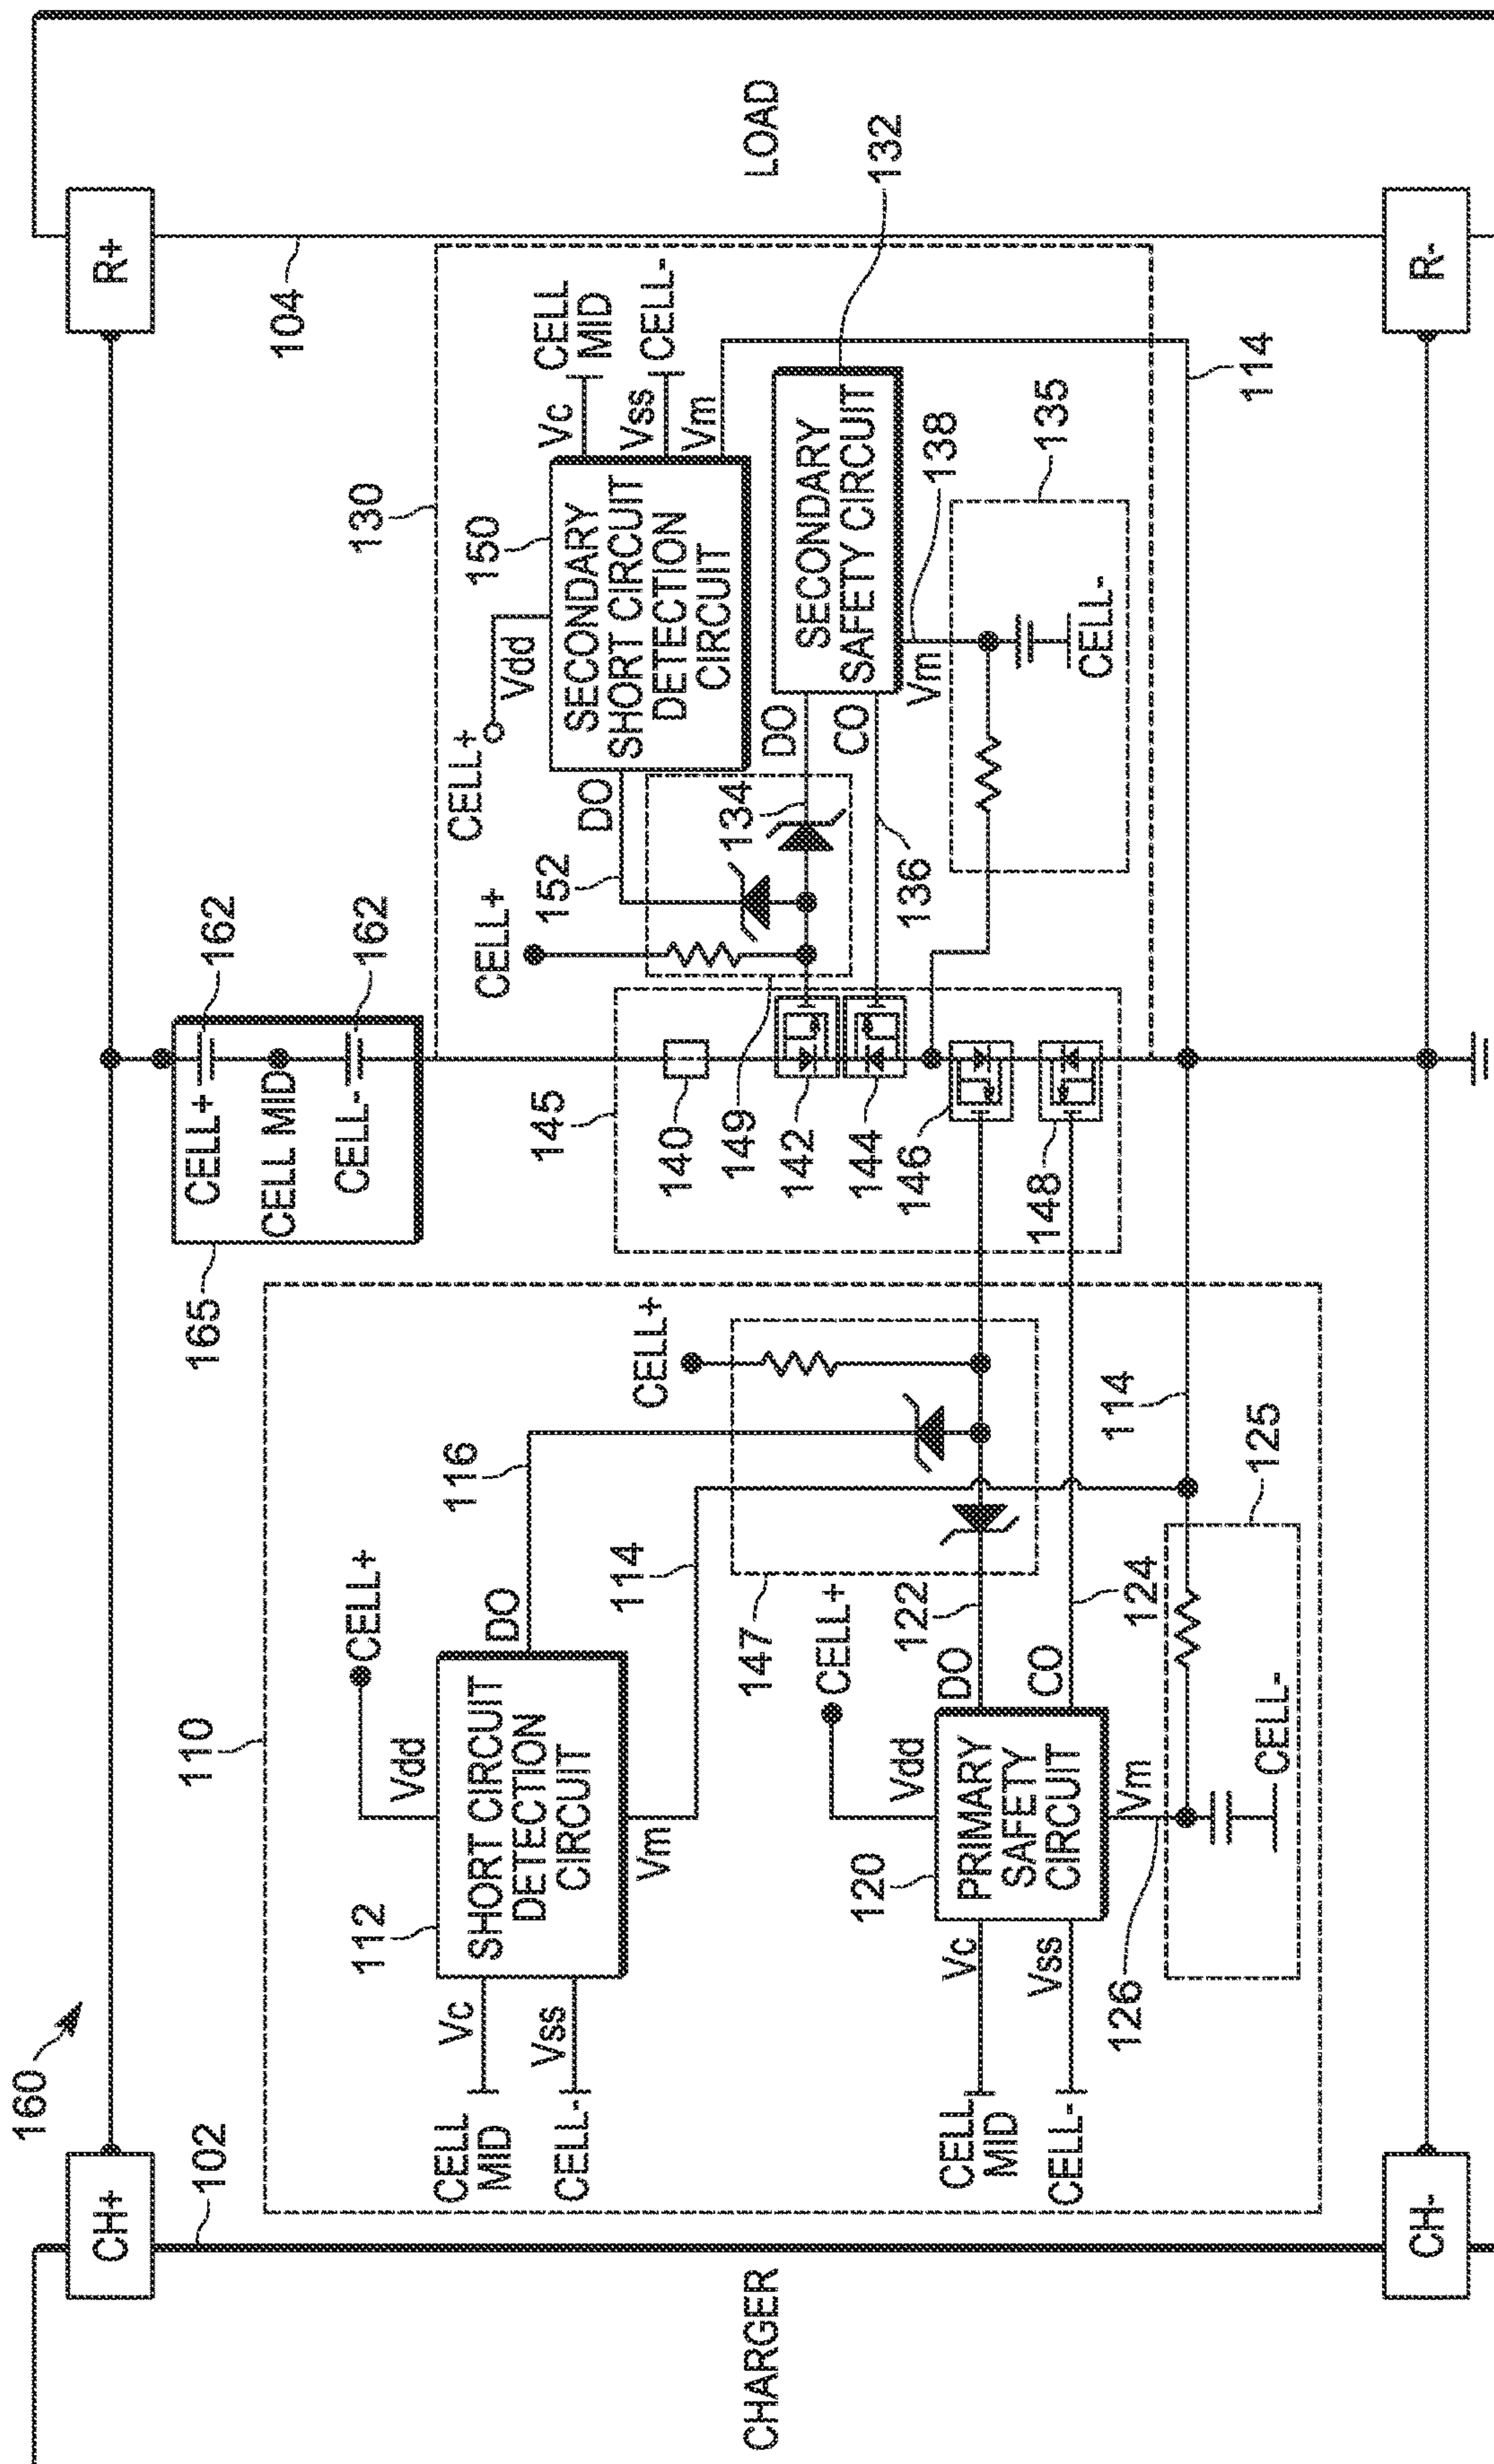 160
CH+
102
CHARGER
CH-
R+
104
LOAD
R-
165
CELL+
162
CELL MID
CELL-
162
110
112
SHORT CIRCUIT
DETECTION
CIRCUIT
Vdd
CELL+
DO
116
Vc
CELL
MID
Vss
CELL-
Vm
114
CELL+
147
120
PRIMARY
SAFETY
CIRCUIT
Vdd
CELL+
DO
122
CO
124
Vc
CELL
MID
Vss
CELL-
Vm
126
CELL-
125
114
145
140
149
142
144
146
148
130
150
SECONDARY
SHORT CIRCUIT
DETECTION
CIRCUIT
Vdd
CELL+
DO
152
CELL+
Vc
CELL
MID
Vss
CELL-
Vm
132
SECONDARY
SAFETY CIRCUIT
DO
134
CO
136
Vm
138
CELL-
135
114